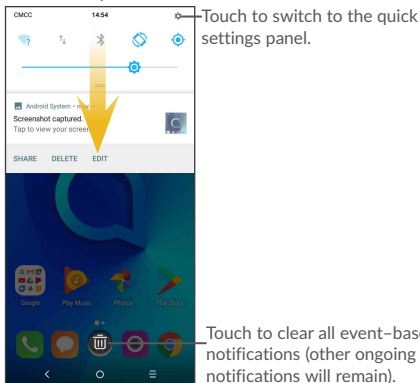 CMCC 14:54
Touch to switch to the quick
settings panel.
Android System • now
Screenshot captured.
Tap to view your screen
SHARE DELETE EDIT
Google Play Music Photos Play Store
Touch to clear all event–base
notifications (other ongoing
notifications will remain).